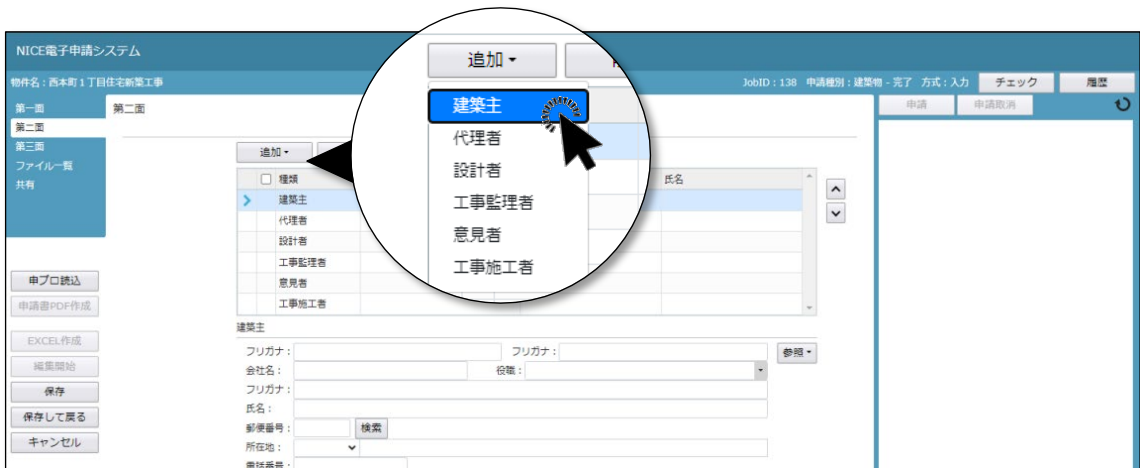 NICE電子申請システム
物件名：西本町１丁目住宅新築工事
JobID：138 申請種別：建築物 - 完了 方式：入力
チェック
履歴
第一面
第二面
第三面
ファイル一覧
共有
第二面
申請
申請取消
追加
追加
建築主
代理者
設計者
工事監理者
意見者
工事施工者
種類
氏名
建築主
代理者
設計者
工事監理者
意見者
工事施工者
申プロ読込
申請書PDF作成
EXCEL作成
編集開始
保存
保存して戻る
キャンセル
建築主
フリガナ：
フリガナ：
参照
会社名：
役職：
フリガナ：
氏名：
郵便番号：
検索
所在地：
電話番号：